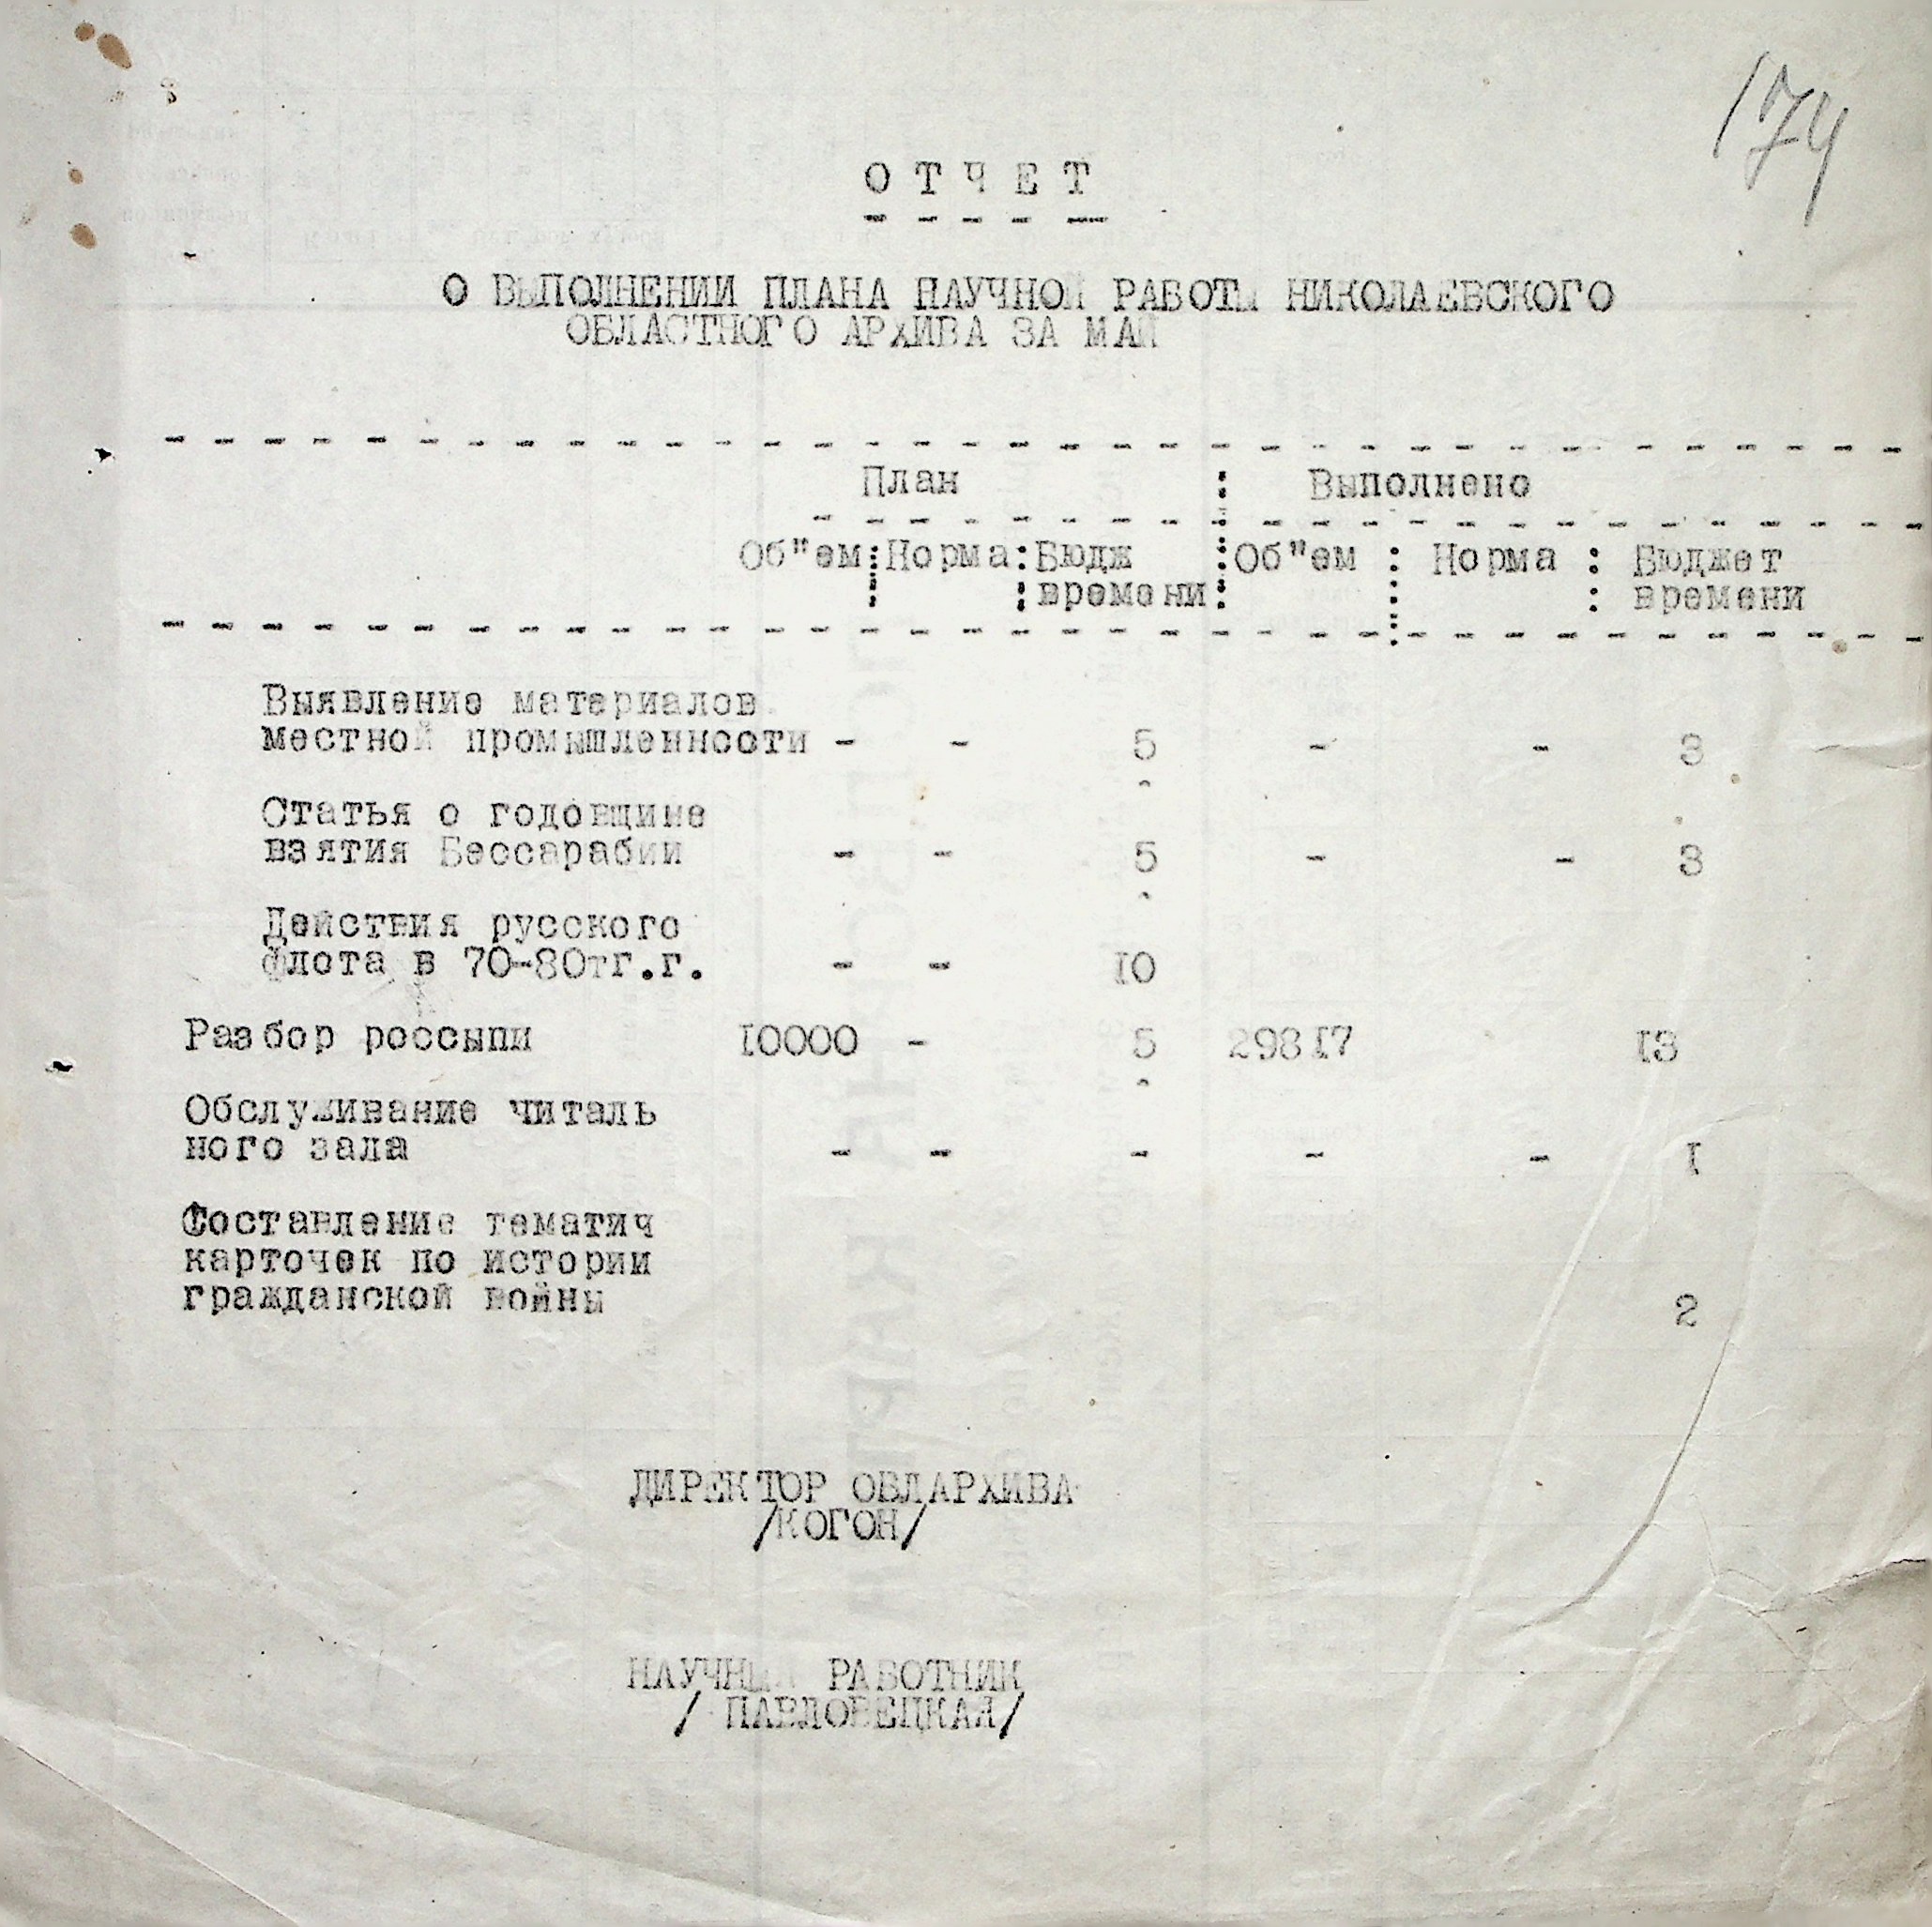 174
О Т Ч Е Т
О ВЫПОЛНЕНИИ ПЛАНА НАУЧНОЙ РАБОТЫ НИКОЛАЕВСКОГО
ОБЛАСТНОГО АРХИВА ЗА МАЙ
План : Выполнено
Об"ем : Норма : Бюдж : Об"ем : Норма : Бюджет
времени : времени
Выявление материалов
местной промышленности - - 5 - - 3
Статья о годовщине
взятия Бессарабии - - 5 - - 3
Действия русского
флота в 70-80тг.г. - - 10
Разбор россыпи 10000 - 5 29817 13
Обслуживание читаль
ного зала - - - - - 1
Составление тематич
карточек по истории
гражданской войны 2
ДИРЕКТОР ОБЛАРХИВА
/КОГОН/
НАУЧНЫЙ РАБОТНИК
/ ПАВЛОВЕЦКАЯ/